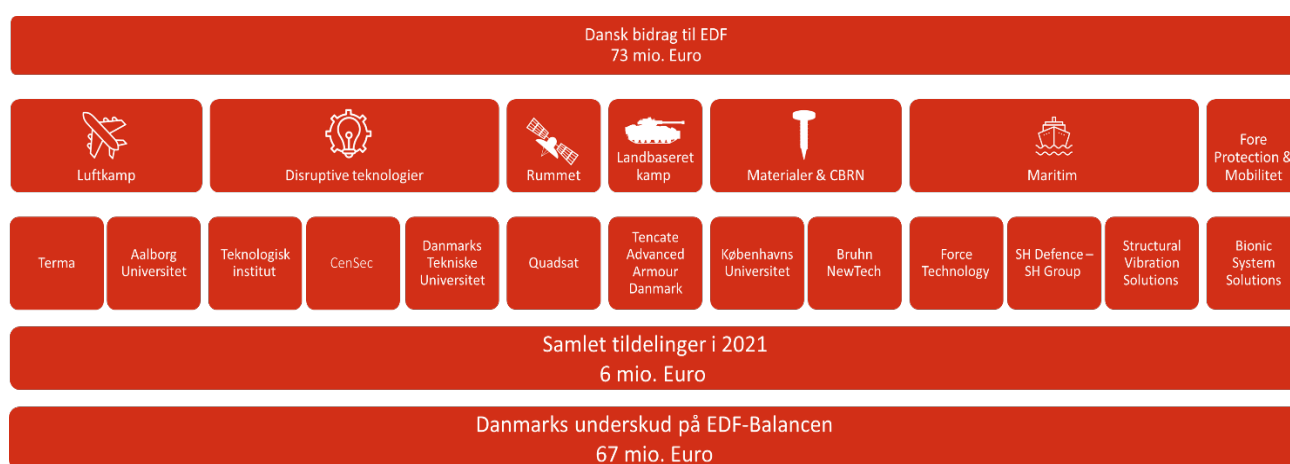 Dansk bidrag til EDF
73 mio. Euro
Luftkamp
Disruptive teknologier
Rummet
Landbaseret
kamp
Materialer & CBRN
Maritim
Fore
Protection &
Mobilitet
Terma
Aalborg
Universitet
Teknologisk
institut
CenSec
Danmarks
Tekniske
Universitet
Quadsat
Tencate
Advanced
Armour
Danmark
Københavns
Universitet
Bruhn
NewTech
Force
Technology
SH Defence –
SH Group
Structural
Vibration
Solutions
Bionic
System
Solutions
Samlet tildelinger i 2021
6 mio. Euro
Danmarks underskud på EDF-Balancen
67 mio. Euro